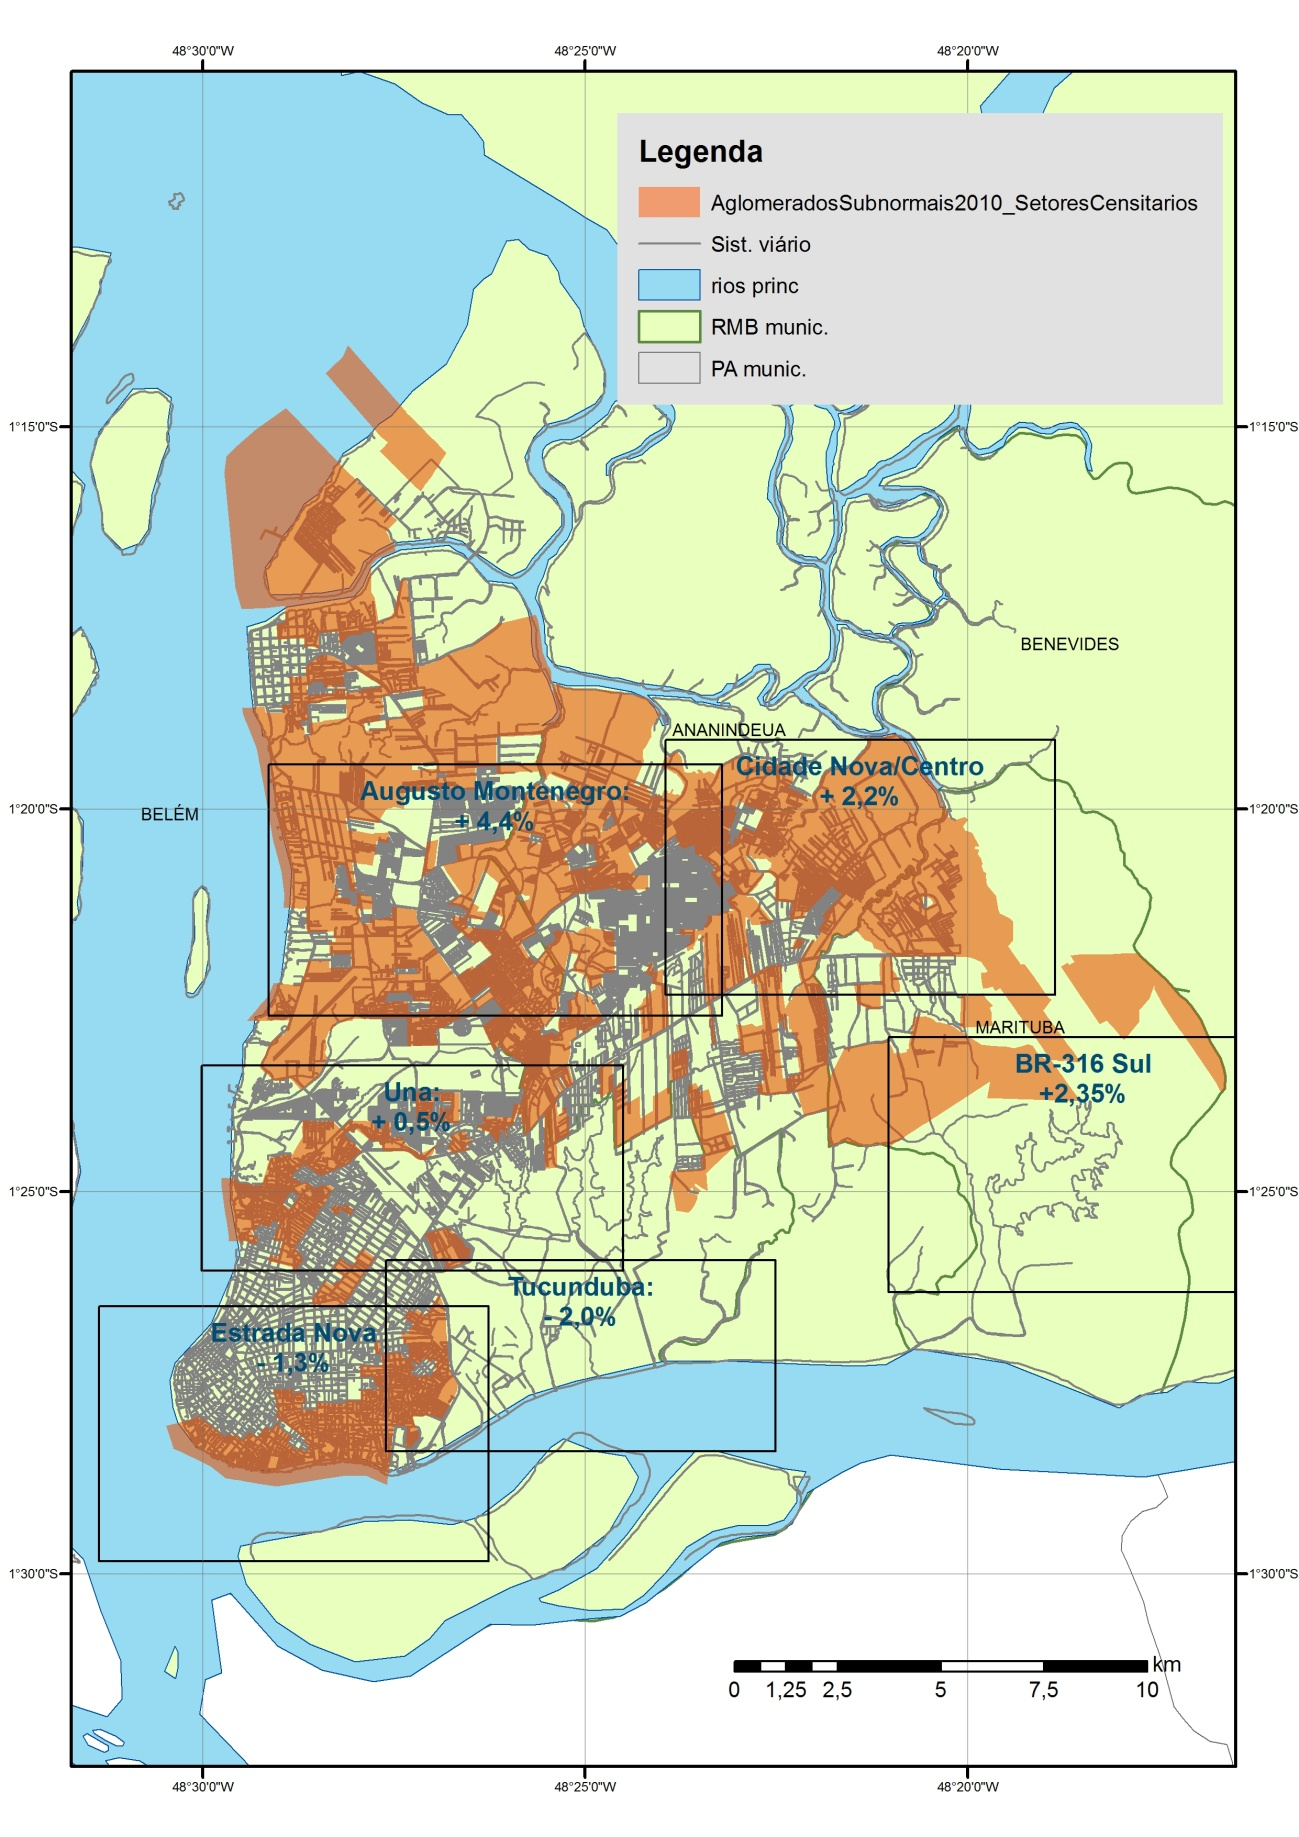 48°30'0"W
48°25'0"W
48°20'0"W
Legenda
AglomeradosSubnormais2010_SetoresCensitarios
Sist. viário
rios princ
RMB munic.
PA munic.
1°15'0"S
1°15'0"S
BENEVIDES
ANANINDEUA
Cidade Nova/Centro
+ 2,2%
Augusto Montenegro:
+ 4,4%
1°20'0"S
BELÉM
1°20'0"S
MARITUBA
BR-316 Sul
+2,35%
Una:
+ 0,5%
1°25'0"S
1°25'0"S
Tucunduba:
- 2,0%
Estrada Nova
- 1,3%
1°30'0"S
1°30'0"S
km
0 1,25 2,5 5 7,5 10
48°30'0"W
48°25'0"W
48°20'0"W